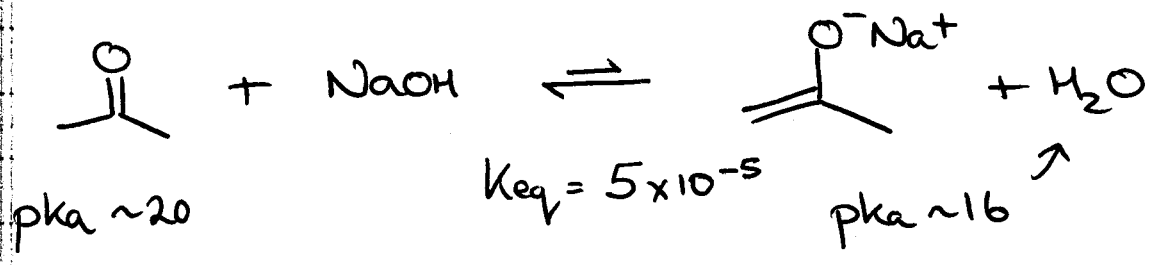 O
O⁻Na⁺
+ NaOH ⇌ + H₂O
Keq = 5×10⁻⁵
pka ~20
pka ~16